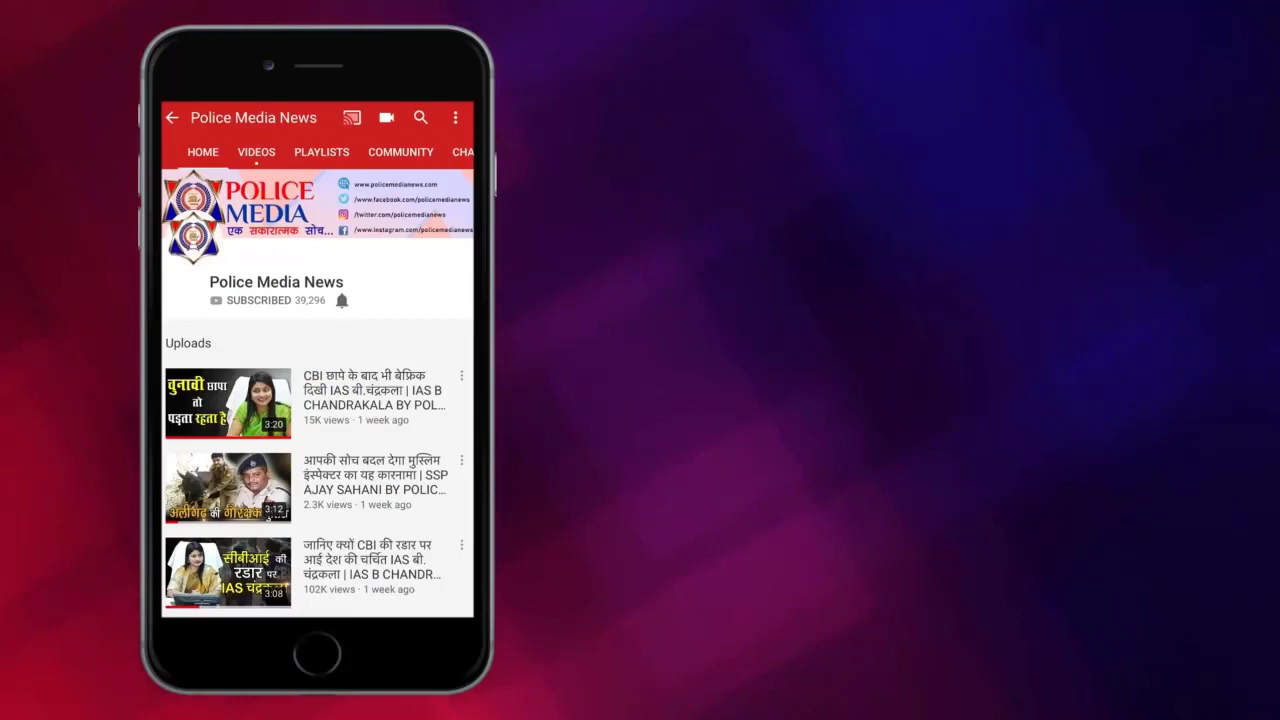 Police Media News
HOME VIDEOS PLAYLISTS COMMUNITY CHA
POLICE
MEDIA
एक सकारात्मक सोच...
www.policemedianews.com
/www.facebook.com/policemedianews
/twitter.com/policemedianews
/www.instagram.com/policemedianews
Police Media News
SUBSCRIBED 39,296
Uploads
चुनावी छापा
तो
पड़ता रहता है
3:20
CBI छापे के बाद भी बेफ्रिक
दिखी IAS बी.चंद्रकला | IAS B
CHANDRAKALA BY POL...
15K views · 1 week ago
अलीगढ़ की गौरक्षक
3:12
आपकी सोच बदल देगा मुस्लिम
इंस्पेक्टर का यह कारनामा | SSP
AJAY SAHANI BY POLIC...
2.3K views · 1 week ago
सीबीआई की
रडार पर
IAS चंद्रकला
3:08
जानिए क्यों CBI की रडार पर
आई देश की चर्चित IAS बी.
चंद्रकला | IAS B CHANDR...
102K views · 1 week ago